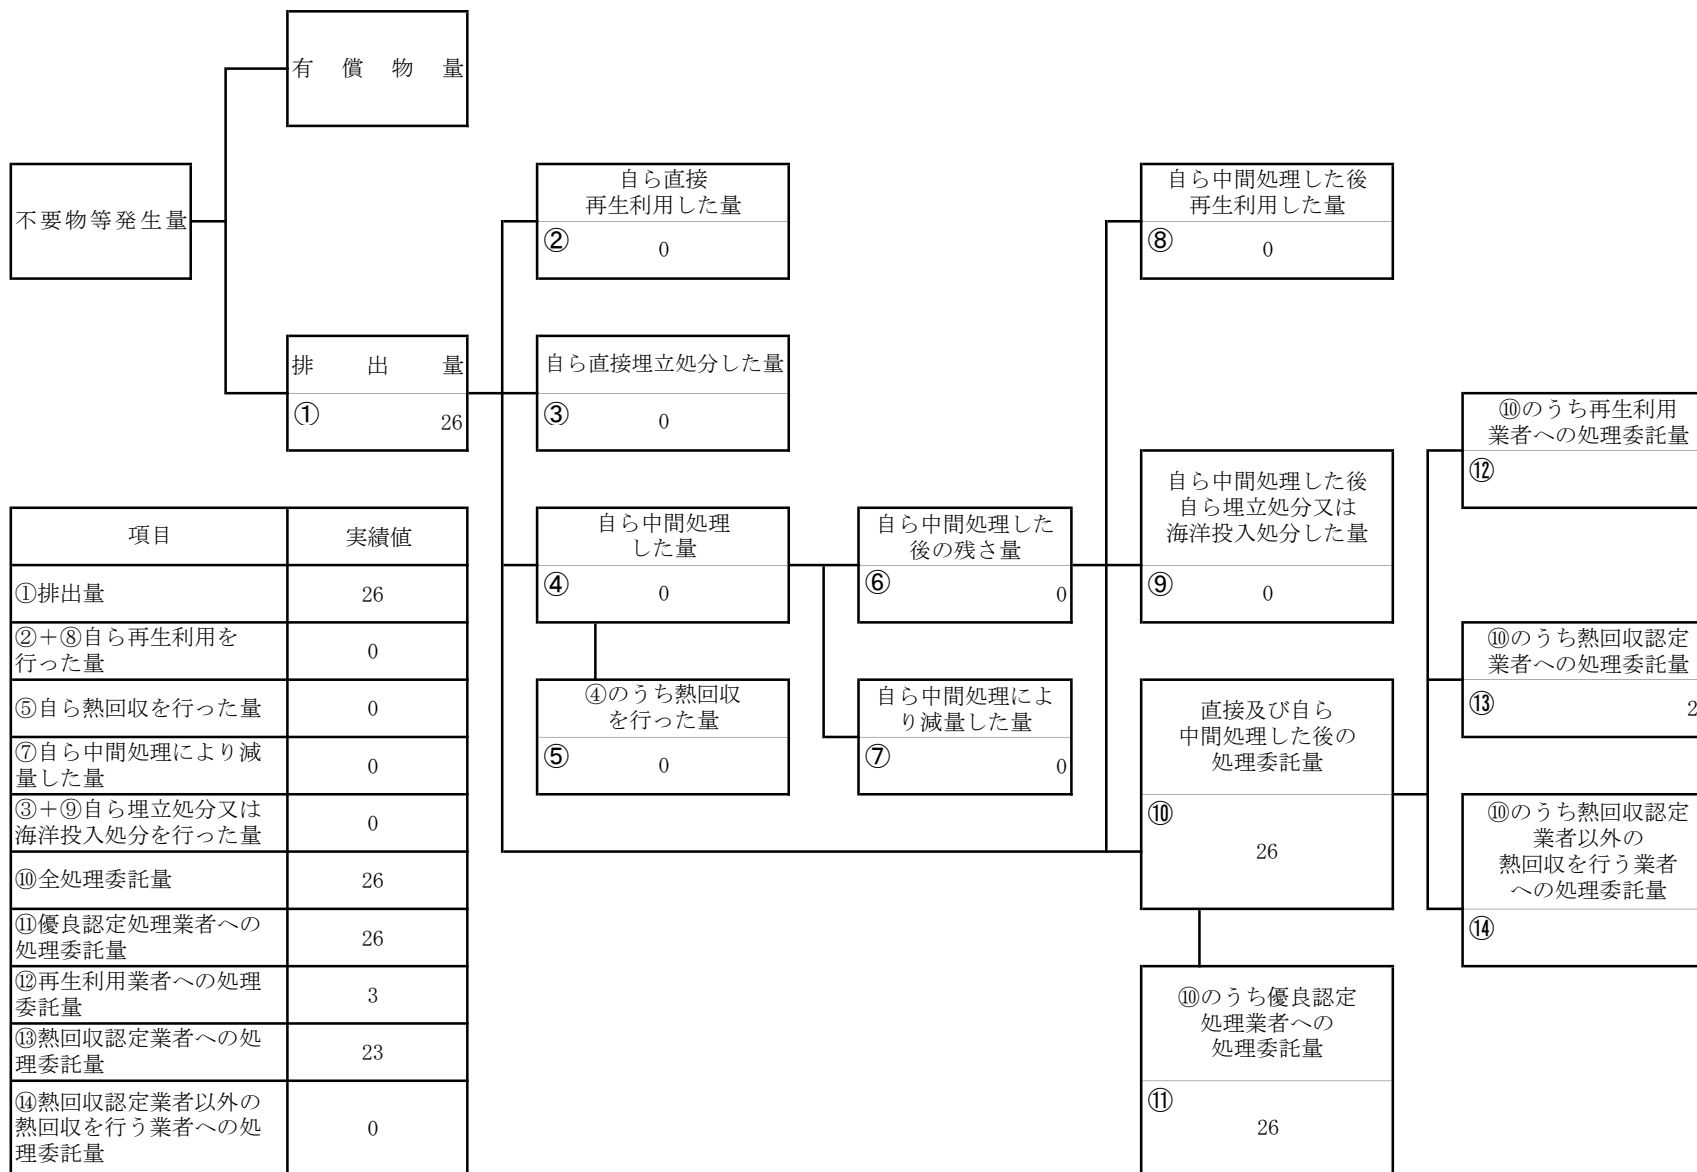 有償物量
不要物等発生量
排出量
①
26
自ら直接
再生利用した量
②
0
自ら直接埋立処分した量
③
0
自ら中間処理
した量
④
0
④のうち熱回収
を行った量
⑤
0
自ら中間処理した
後の残さ量
⑥
0
自ら中間処理によ
り減量した量
⑦
0
自ら中間処理した後
再生利用した量
⑧
0
自ら中間処理した後
自ら埋立処分又は
海洋投入処分した量
⑨
0
直接及び自ら
中間処理した後の
処理委託量
⑩
26
⑩のうち優良認定
処理業者への
処理委託量
⑪
26
⑩のうち再生利用
業者への処理委託量
⑫
⑩のうち熱回収認定
業者への処理委託量
⑬
2
⑩のうち熱回収認定
業者以外の
熱回収を行う業者
への処理委託量
⑭
項目 実績値
①排出量 26
②+⑧自ら再生利用を
行った量 0
⑤自ら熱回収を行った量 0
⑦自ら中間処理により減
量した量 0
③+⑨自ら埋立処分又は
海洋投入処分を行った量 0
⑩全処理委託量 26
⑪優良認定処理業者への
処理委託量 26
⑫再生利用業者への処理
委託量 3
⑬熱回収認定業者への処
理委託量 23
⑭熱回収認定業者以外の
熱回収を行う業者への処
理委託量 0